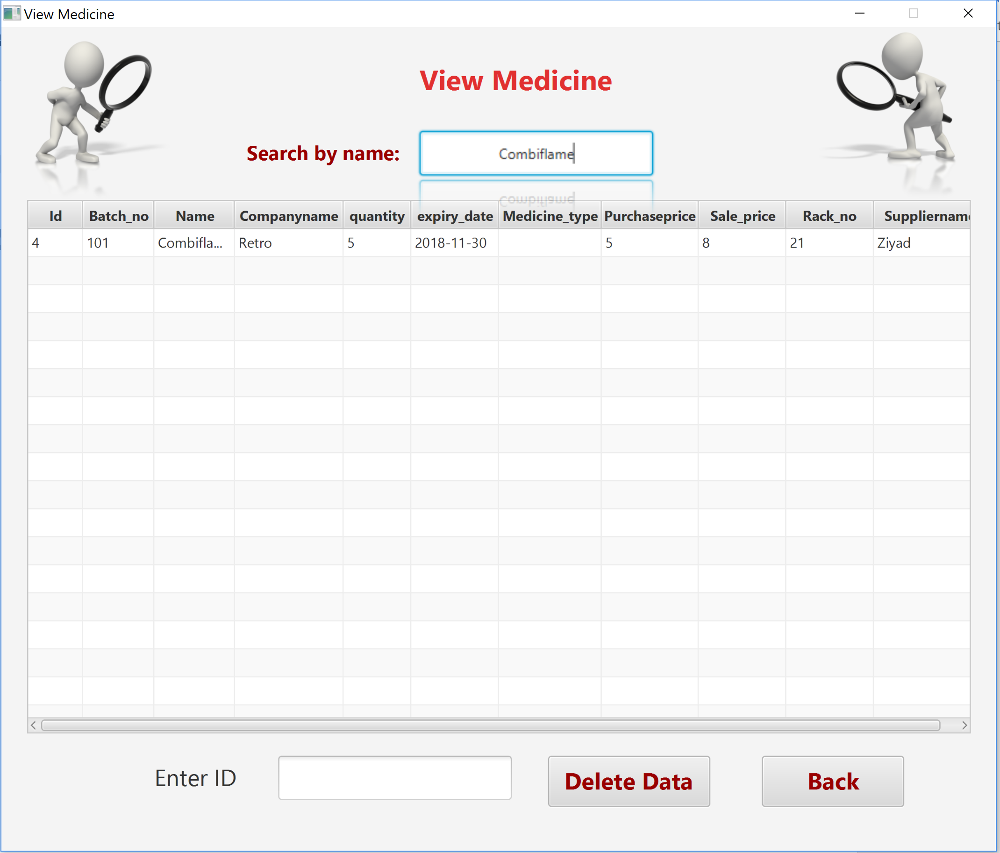 View Medicine
View Medicine
Search by name: Combiflame
Id Batch_no Name Companyname quantity expiry_date Medicine_type Purchaseprice Sale_price Rack_no Suppliername
4 101 Combifla... Retro 5 2018-11-30 5 8 21 Ziyad
Enter ID Delete Data Back